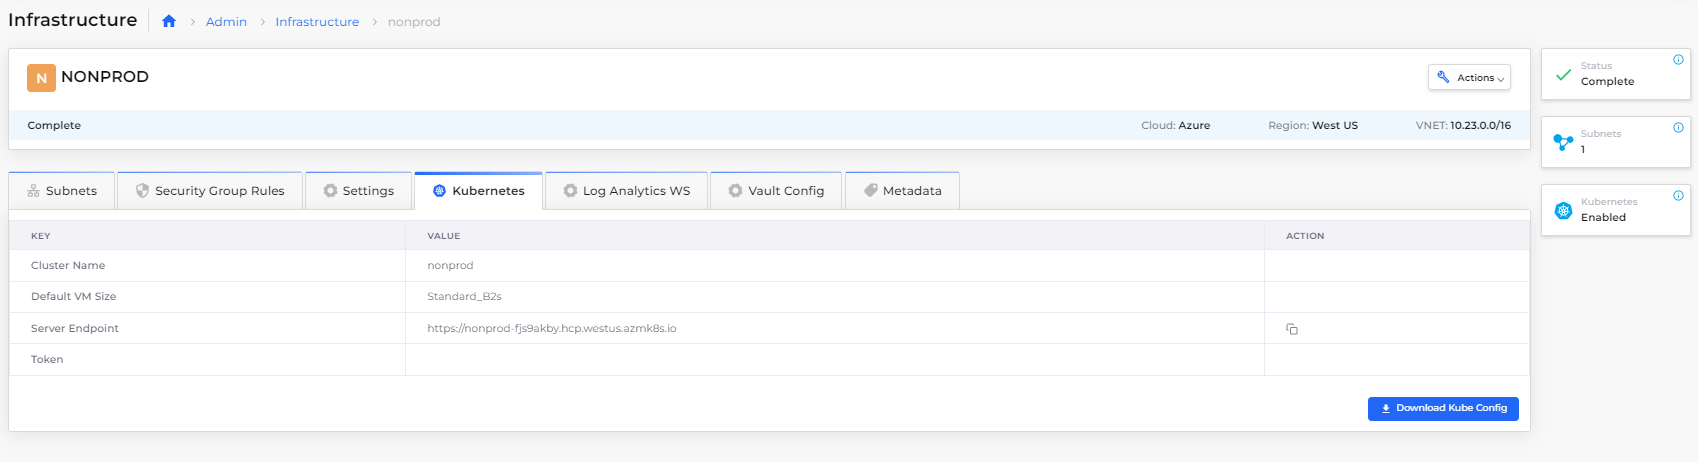 Infrastructure Admin Infrastructure nonprod
N NONPROD
Actions
Complete Cloud: Azure Region: West US VNET: 10.23.0.0/16
Status
Complete
Subnets
1
Kubernetes
Enabled
Subnets Security Group Rules Settings Kubernetes Log Analytics WS Vault Config Metadata
KEY VALUE ACTION
Cluster Name nonprod
Default VM Size Standard_B2s
Server Endpoint https://nonprod-fjs9akby.hcp.westus.azmk8s.io
Token
Download Kube Config